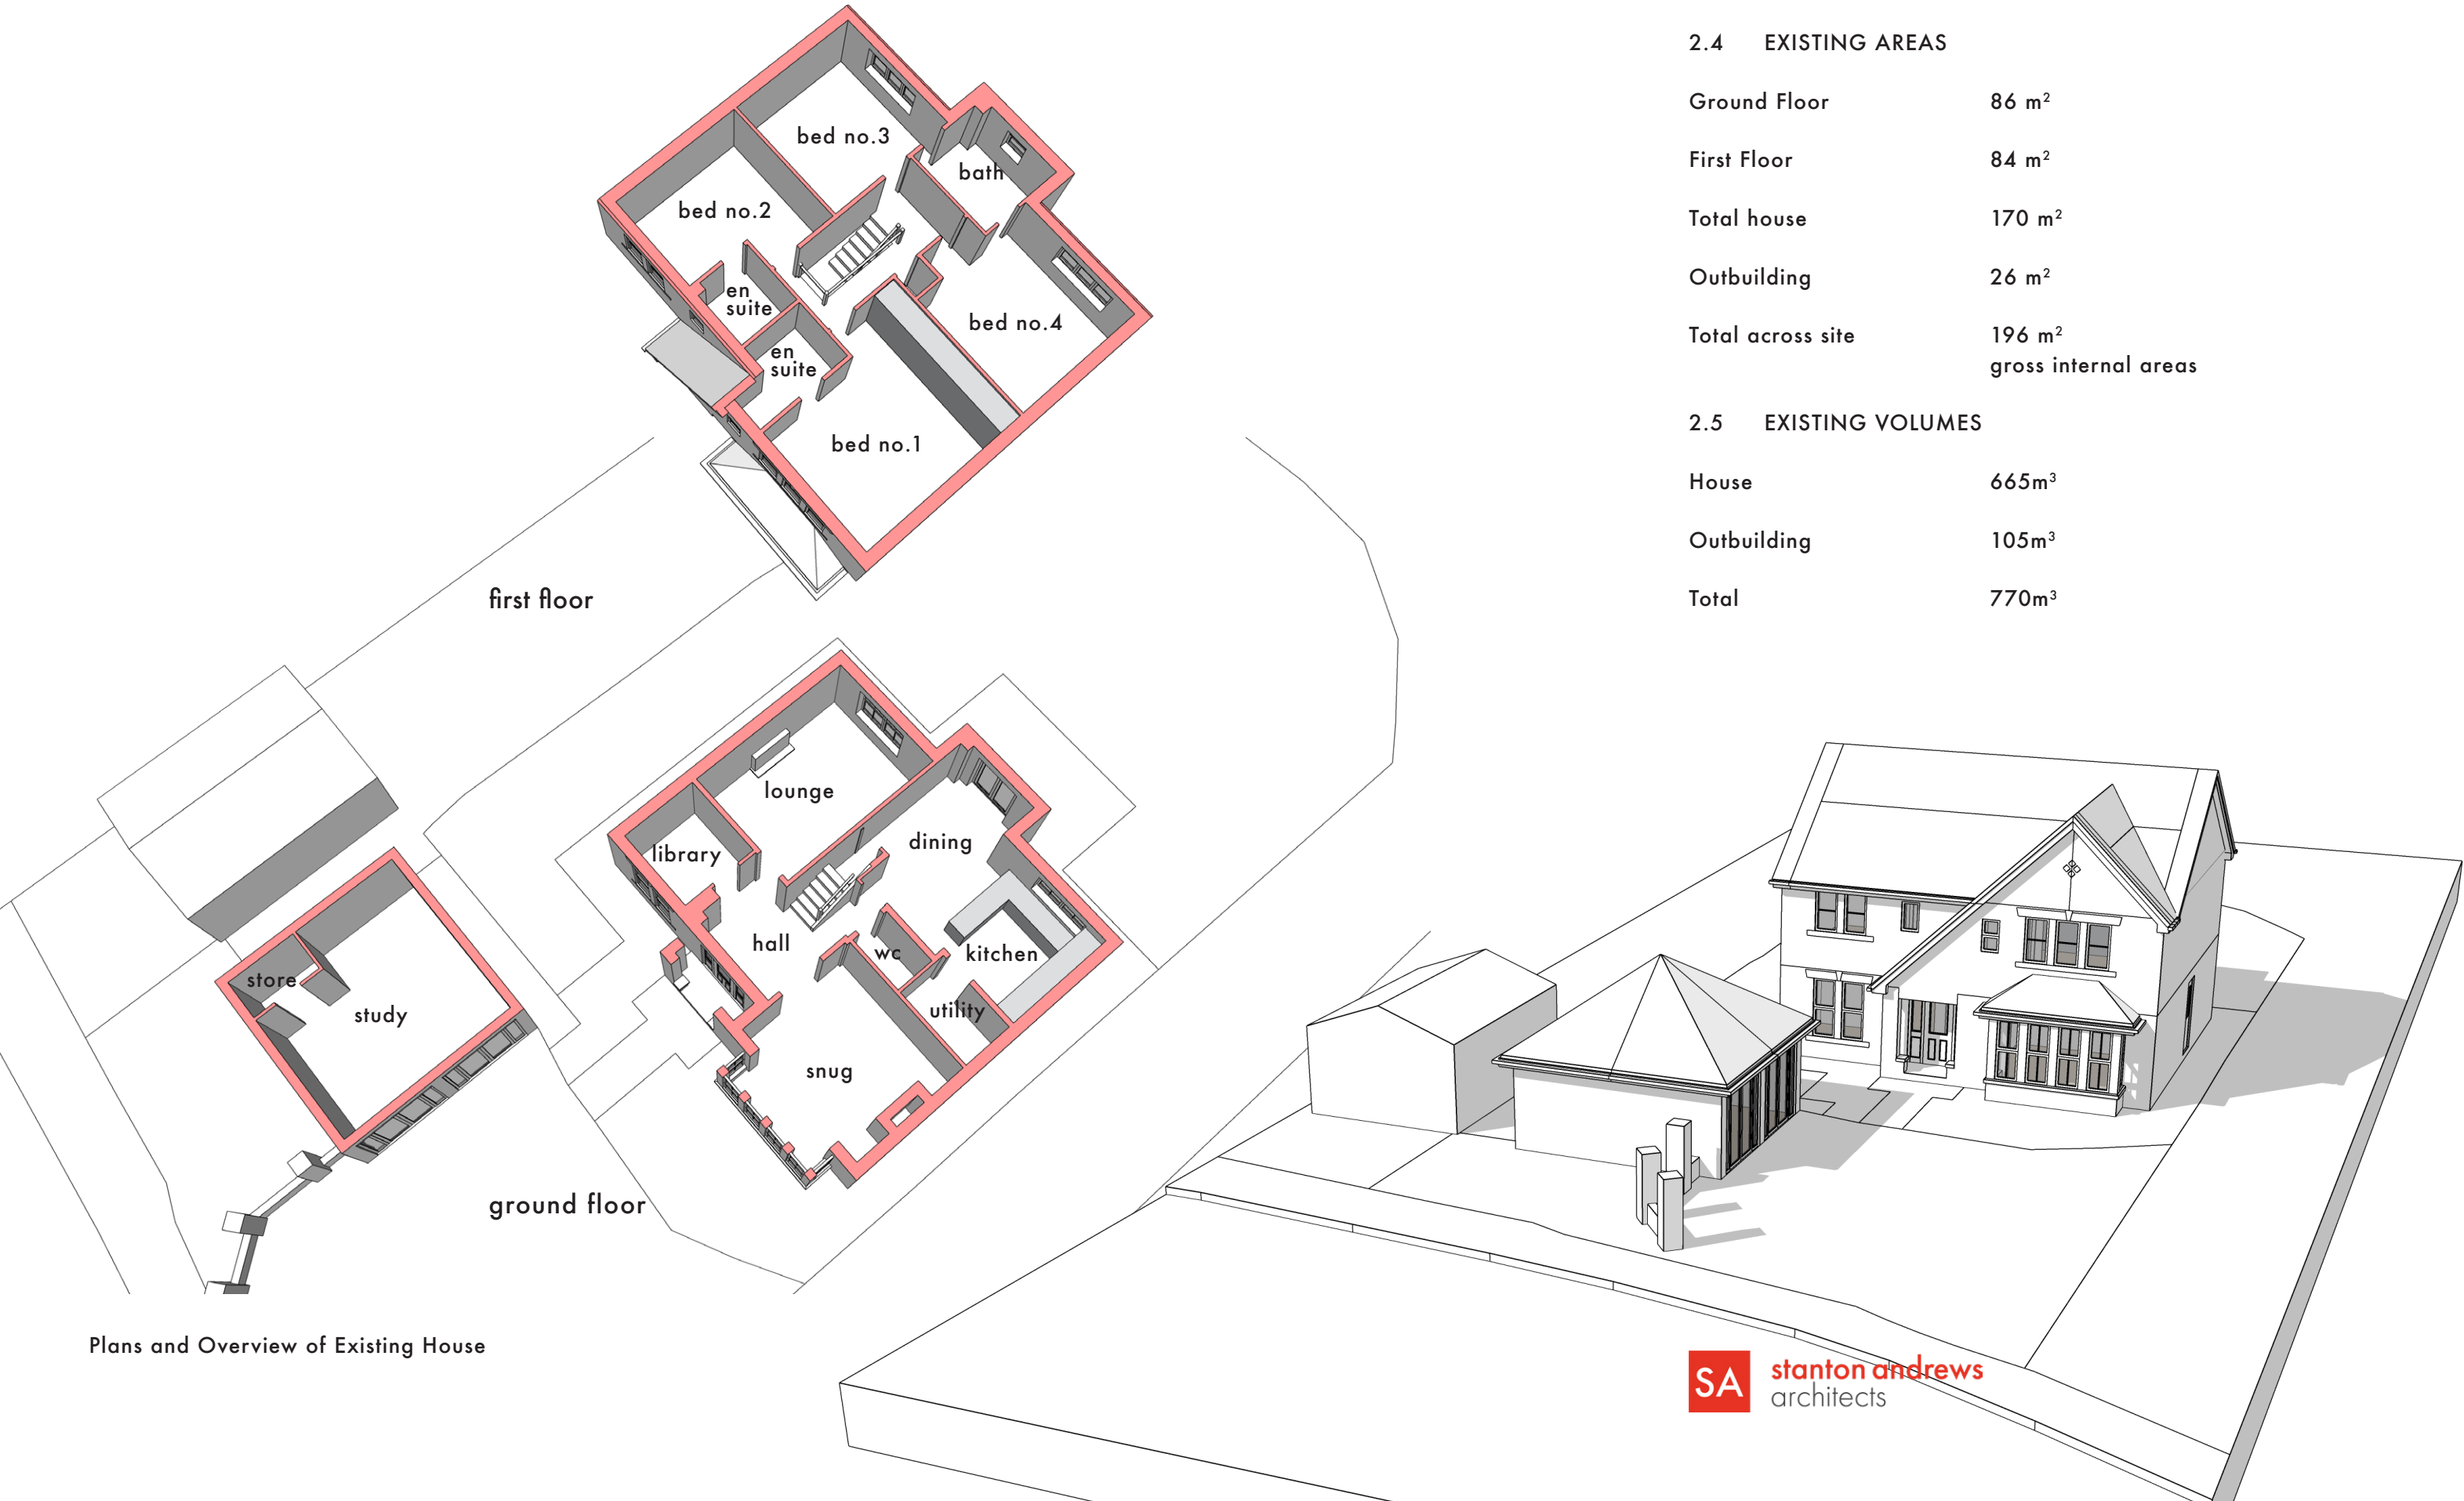 bed no.3
bath
bed no.2
en
suite
bed no.4
en
suite
bed no.1
first floor
lounge
library
dining
hall
wc
kitchen
store
study
utility
snug
ground floor
Plans and Overview of Existing House
2.4 EXISTING AREAS
Ground Floor 86 m²
First Floor 84 m²
Total house 170 m²
Outbuilding 26 m²
Total across site 196 m²
gross internal areas
2.5 EXISTING VOLUMES
House 665m³
Outbuilding 105m³
Total 770m³
SA stanton andrews
architects